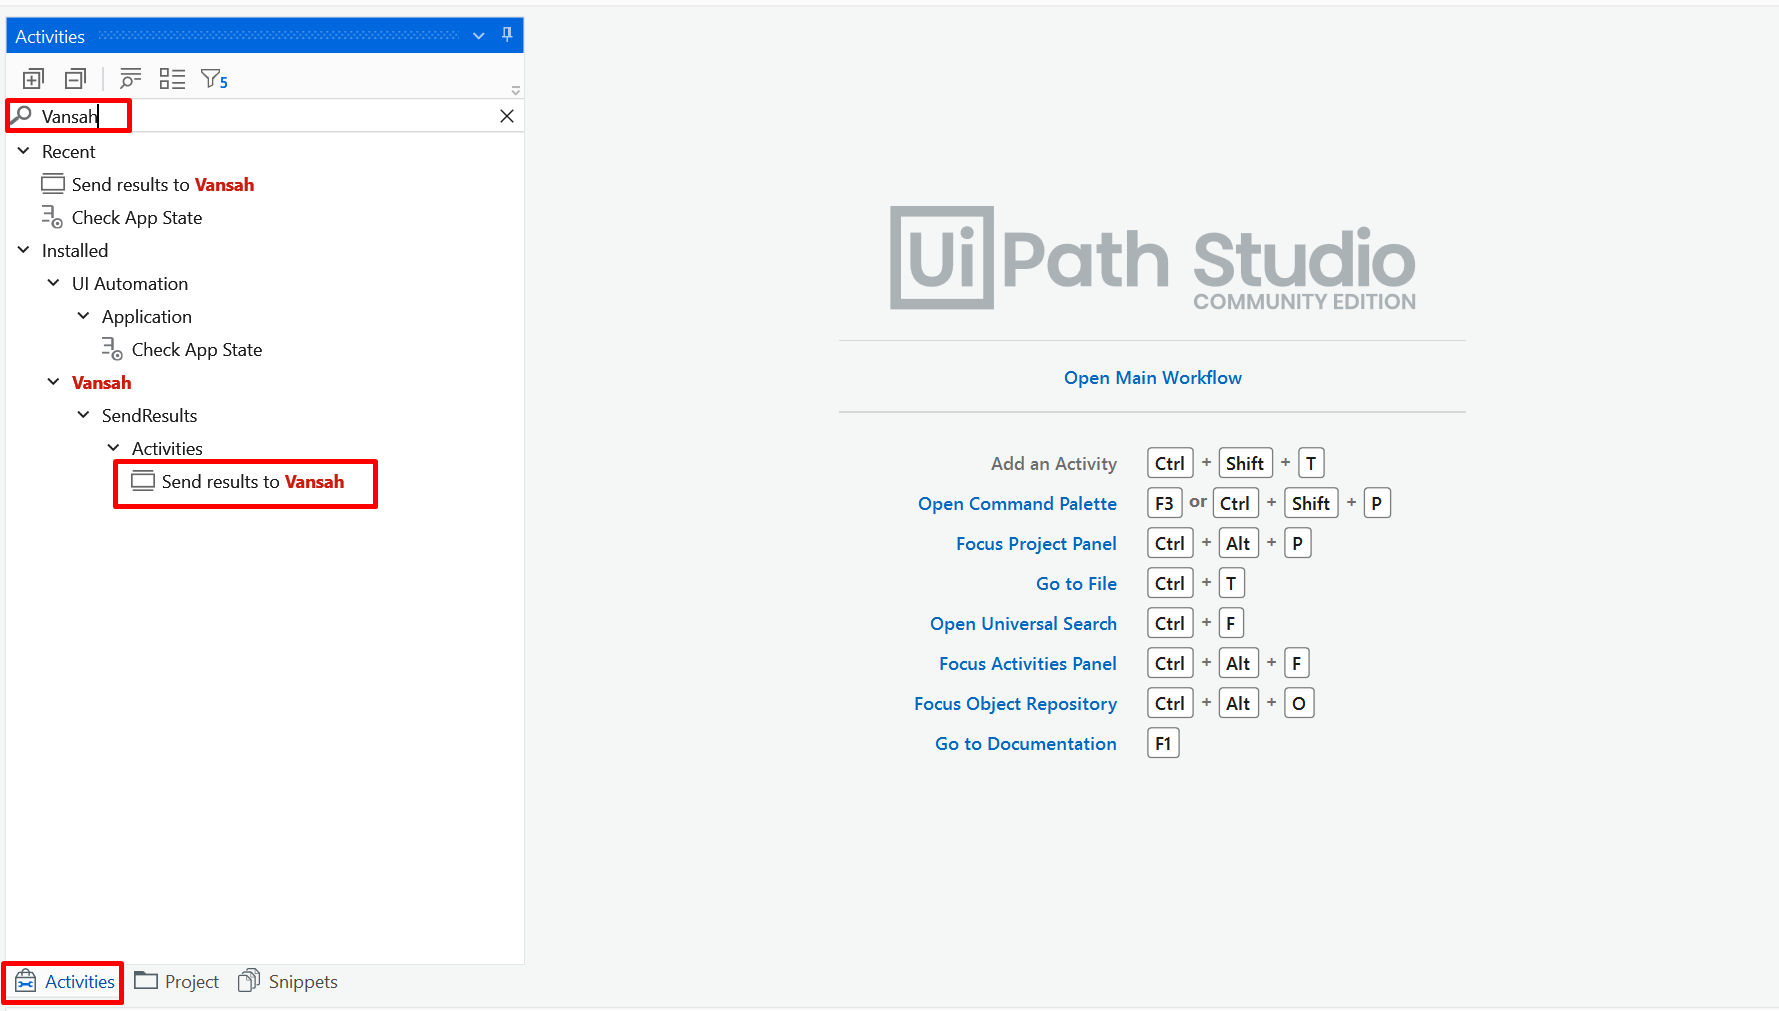 Activities
5
Vansah
Recent
Send results to Vansah
Check App State
Installed
UI Automation
Application
Check App State
Vansah
SendResults
Activities
Send results to Vansah
Activities Project Snippets
UiPath Studio
COMMUNITY EDITION
Open Main Workflow
Add an Activity Ctrl + Shift + T
Open Command Palette F3 or Ctrl + Shift + P
Focus Project Panel Ctrl + Alt + P
Go to File Ctrl + T
Open Universal Search Ctrl + F
Focus Activities Panel Ctrl + Alt + F
Focus Object Repository Ctrl + Alt + O
Go to Documentation F1